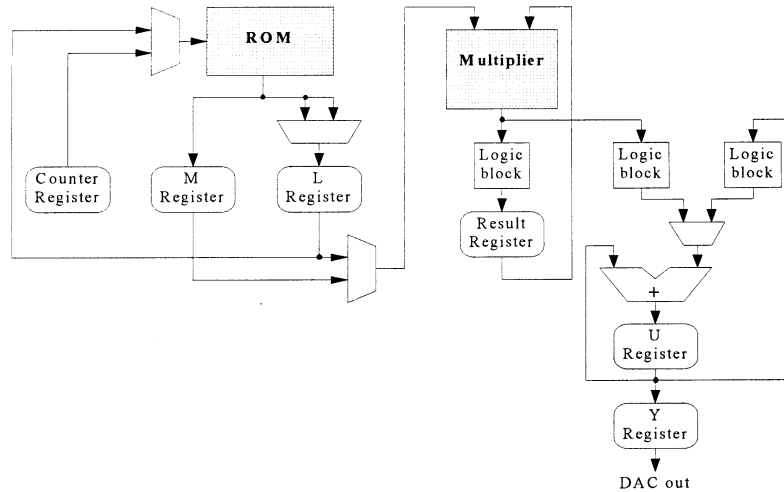 ROM
Multiplier
Counter
Register
M
Register
L
Register
Logic
block
Logic
block
Logic
block
Result
Register
+
U
Register
Y
Register
DAC out